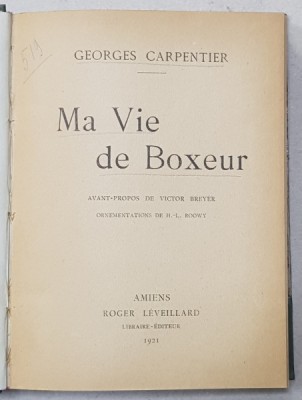 GEORGES CARPENTIER
Ma Vie
de Boxeur
AVANT-PROPOS DE VICTOR BREYER
ORNEMENTATIONS DE H.-L. ROOWY
AMIENS
ROGER LÉVEILLARD
LIBRAIRE-ÉDITEUR
1921